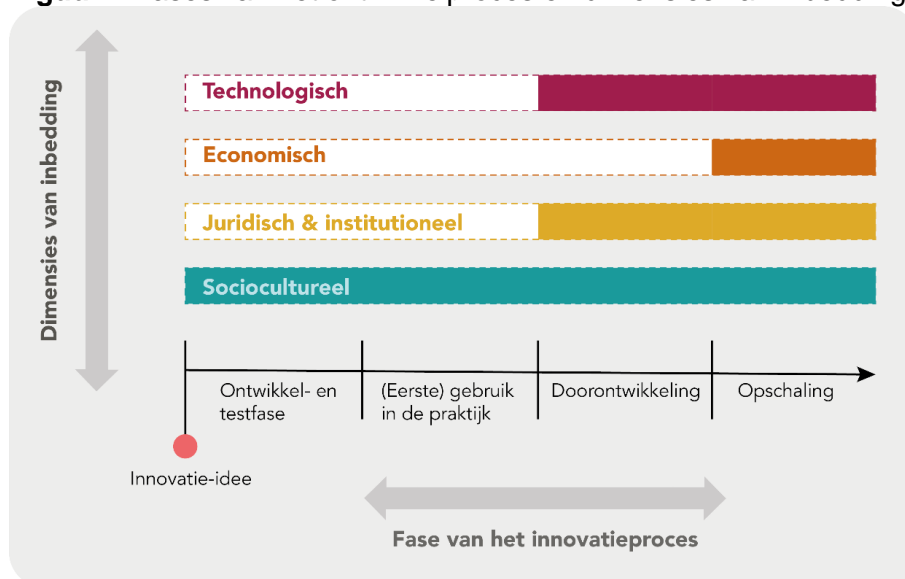 Dimensies van inbedding
Technologisch
Economisch
Juridisch & institutioneel
Sociocultureel
Ontwikkel- en
testfase
(Eerste) gebruik
in de praktijk
Doorontwikkeling
Opschaling
Innovatie-idee
Fase van het innovatieproces